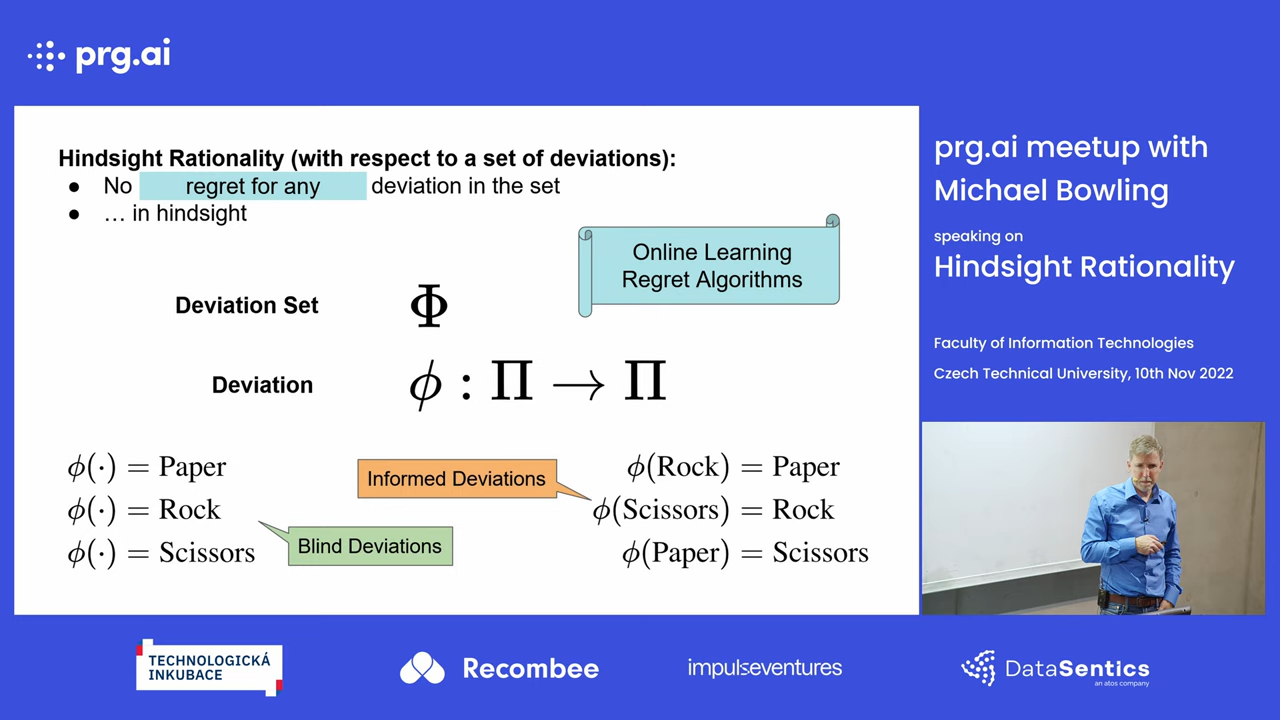 prg.ai
Hindsight Rationality (with respect to a set of deviations):
● No regret for any deviation in the set
● … in hindsight
Online Learning
Regret Algorithms
Deviation Set Φ
Deviation ϕ : Π → Π
ϕ(·) = Paper
ϕ(·) = Rock
ϕ(·) = Scissors
Blind Deviations
Informed Deviations
ϕ(Rock) = Paper
ϕ(Scissors) = Rock
ϕ(Paper) = Scissors
prg.ai meetup with
Michael Bowling
speaking on
Hindsight Rationality
Faculty of Information Technologies
Czech Technical University, 10th Nov 2022
TECHNOLOGICKÁ
INKUBACE
Recombee
impulseventures
DataSentics
an atos company